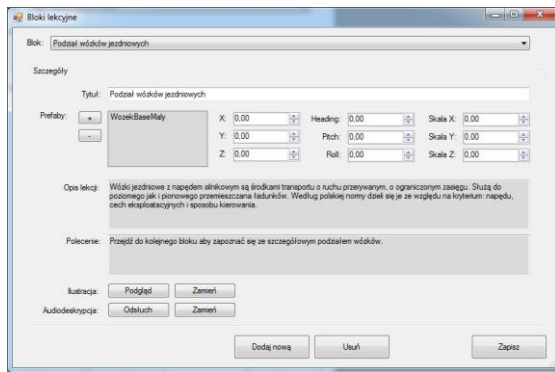 Bloki lekcyjne
Blok: Podział wózków jezdniowych
Szczegóły
Tytuł: Podział wózków jezdniowych
Prefaby: + WozekBaseMaly X: 0,00 Heading: 0,00 Skala X: 0,00
- Y: 0,00 Pitch: 0,00 Skala Y: 0,00
Z: 0,00 Roll: 0,00 Skala Z: 0,00
Opis lekcji: Wózki jezdniowe z napędem silnikowym są środkami transportu o ruchu przerywanym, o ograniczonym zasięgu. Służą do
poziomego jak i pionowego przemieszczana ładunków. Według polskiej normy dzieli się je ze względu na kryterium: napędu,
cech eksploatacyjnych i sposobu kierowania.
Polecenie: Przejdź do kolejnego bloku aby zapoznać się ze szczegółowym podziałem wózków.
Ilustracja: Podgląd Zamień
Audiodeskrypcja: Odsłuch Zamień
Dodaj nową Usuń Zapisz